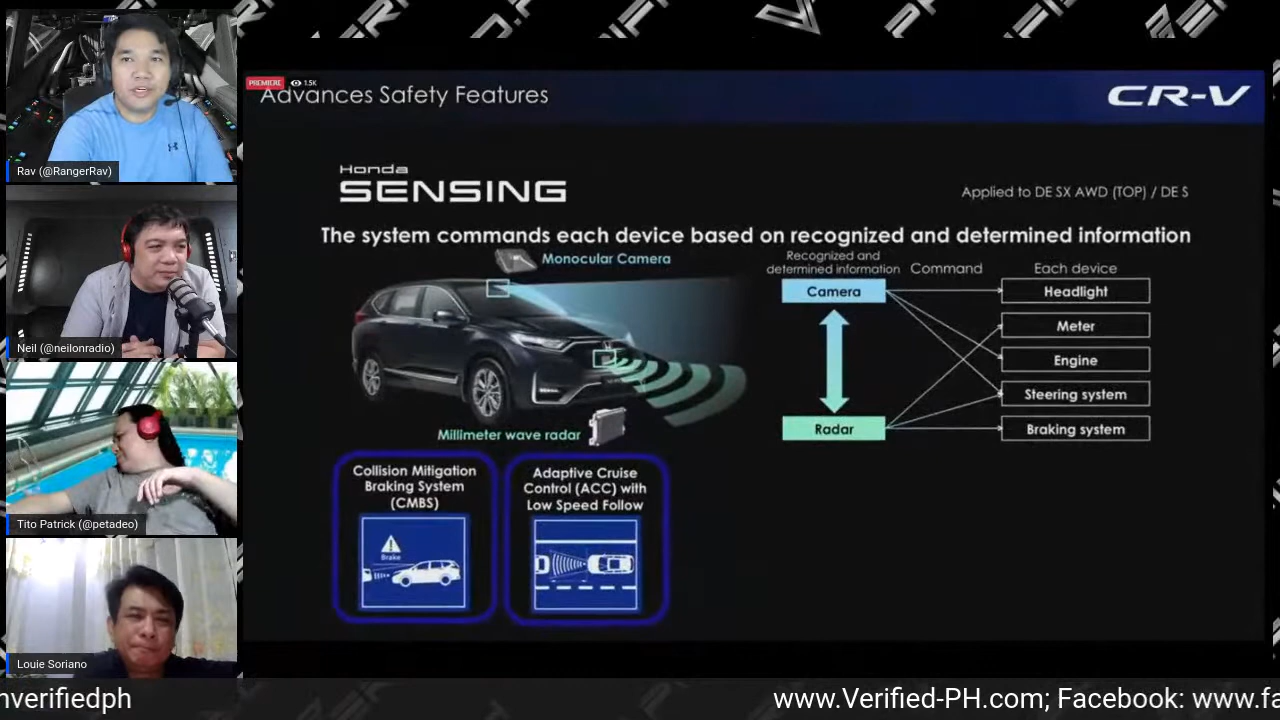 Rav (@RangerRav)
Neil (@neilonradio)
Tito Patrick (@petadeo)
Louie Soriano
PREMIERE 1.5K
Advances Safety Features
CR-V
Honda
SENSING
Applied to DE SX AWD (TOP) / DE S
The system commands each device based on recognized and determined information
Monocular Camera
Millimeter wave radar
Recognized and
determined information
Command
Each device
Camera
Radar
Headlight
Meter
Engine
Steering system
Braking system
Collision Mitigation
Braking System
(CMBS)
Brake
Adaptive Cruise
Control (ACC) with
Low Speed Follow
nverifiedph
www.Verified-PH.com; Facebook: www.fa